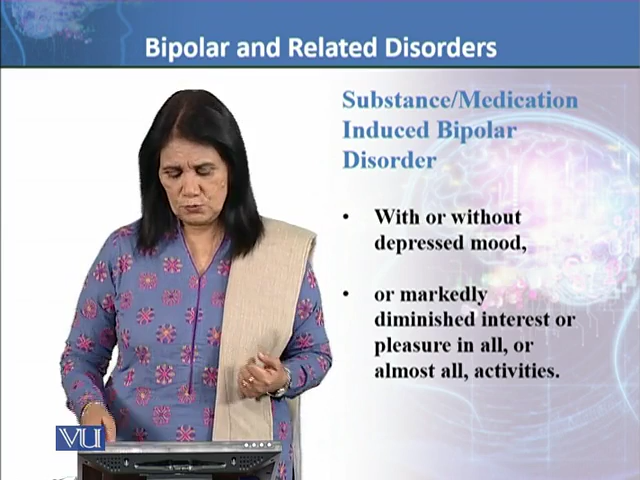 Bipolar and Related Disorders
Substance/Medication
Induced Bipolar
Disorder
• With or without
depressed mood,
• or markedly
diminished interest or
pleasure in all, or
almost all, activities.
VU